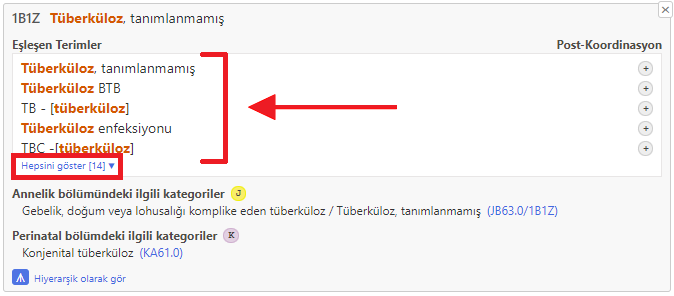 1B1Z Tüberküloz, tanımlanmamış
Eşleşen Terimler Post-Koordinasyon
Tüberküloz, tanımlanmamış
Tüberküloz BTB
TB - [tüberküloz]
Tüberküloz enfeksiyonu
TBC -[tüberküloz]
Hepsini göster [14] ▼
Annelik bölümündeki ilgili kategoriler J
Gebelik, doğum veya lohusalığı komplike eden tüberküloz / Tüberküloz, tanımlanmamış (JB63.0/1B1Z)
Perinatal bölümdeki ilgili kategoriler K
Konjenital tüberküloz (KA61.0)
Hiyerarşik olarak gör